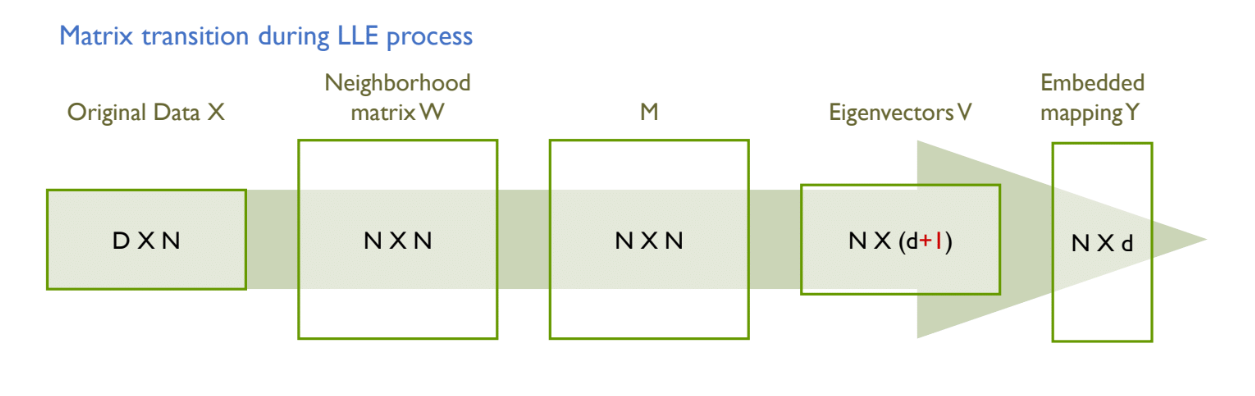 Matrix transition during LLE process
Original Data X
Neighborhood
matrix W
M
Eigenvectors V
Embedded
mapping Y
D X N
N X N
N X N
N X (d+1)
N X d